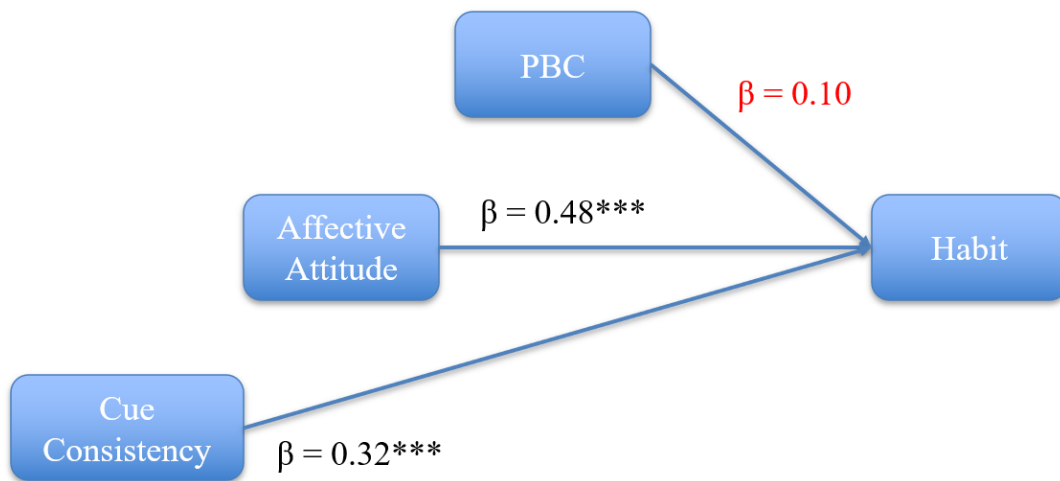 PBC
β = 0.10
Affective
Attitude
β = 0.48***
Habit
Cue
Consistency
β = 0.32***